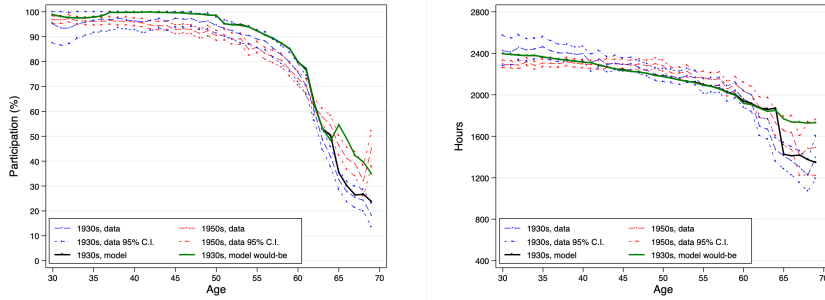 100
90
80
70
60
50
40
30
20
10
0
Participation (%)
30 35 40 45 50 55 60 65 70
Age
1930s, data
1950s, data
1930s, data 95% C.I.
1950s, data 95% C.I.
1930s, model
1930s, model would-be
2800
2400
2000
1600
1200
800
400
Hours
30 35 40 45 50 55 60 65 70
Age
1930s, data
1950s, data
1930s, data 95% C.I.
1950s, data 95% C.I.
1930s, model
1930s, model would-be